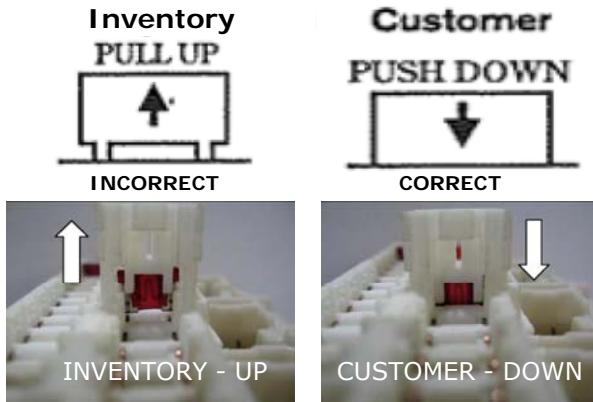 Inventory
PULL UP
INCORRECT
INVENTORY - UP
Customer
PUSH DOWN
CORRECT
CUSTOMER - DOWN